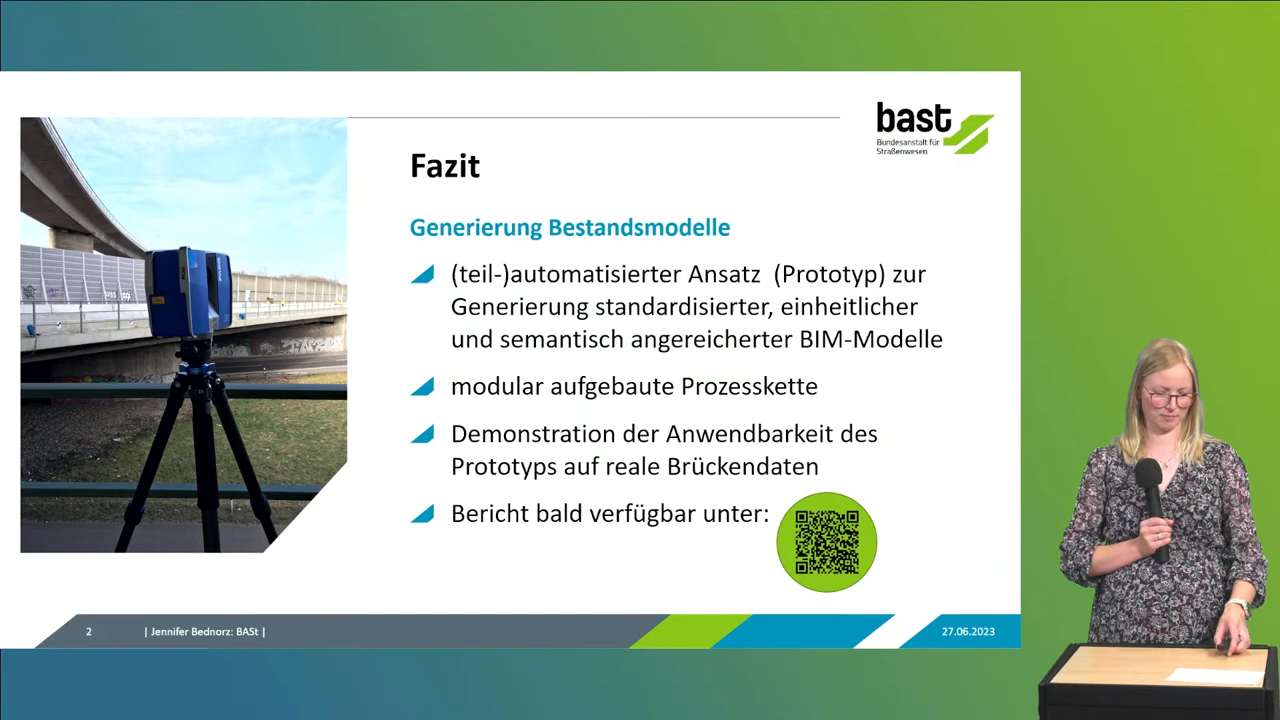 bast
Bundesanstalt für
Straßenwesen
Fazit
Generierung Bestandsmodelle
(teil-)automatisierter Ansatz (Prototyp) zur
Generierung standardisierter, einheitlicher
und semantisch angereicherter BIM-Modelle
modular aufgebaute Prozesskette
Demonstration der Anwendbarkeit des
Prototyps auf reale Brückendaten
Bericht bald verfügbar unter:
2
| Jennifer Bednorz: BASt |
27.06.2023